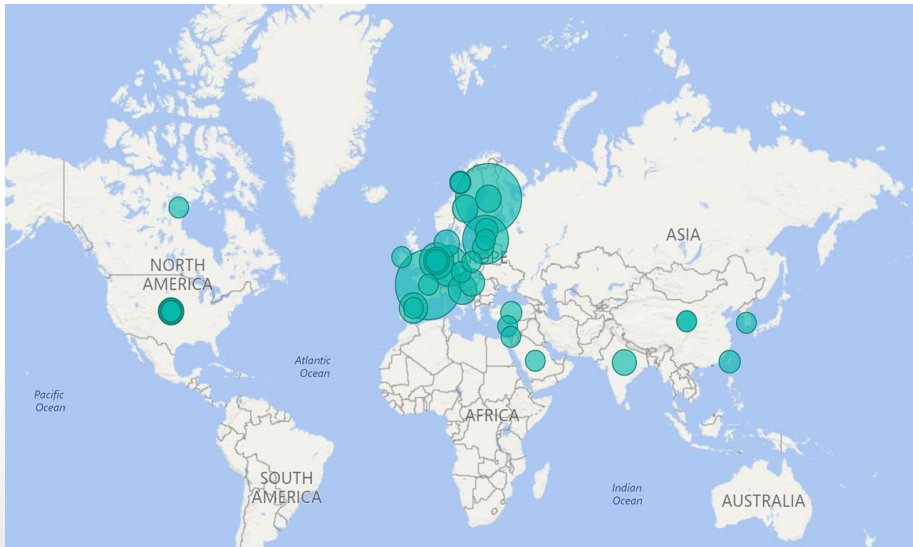 ASIA
NORTH
AMERICA
Atlantic
Ocean
Pacific
Ocean
AFRICA
SOUTH
AMERICA
Indian
Ocean
AUSTRALIA